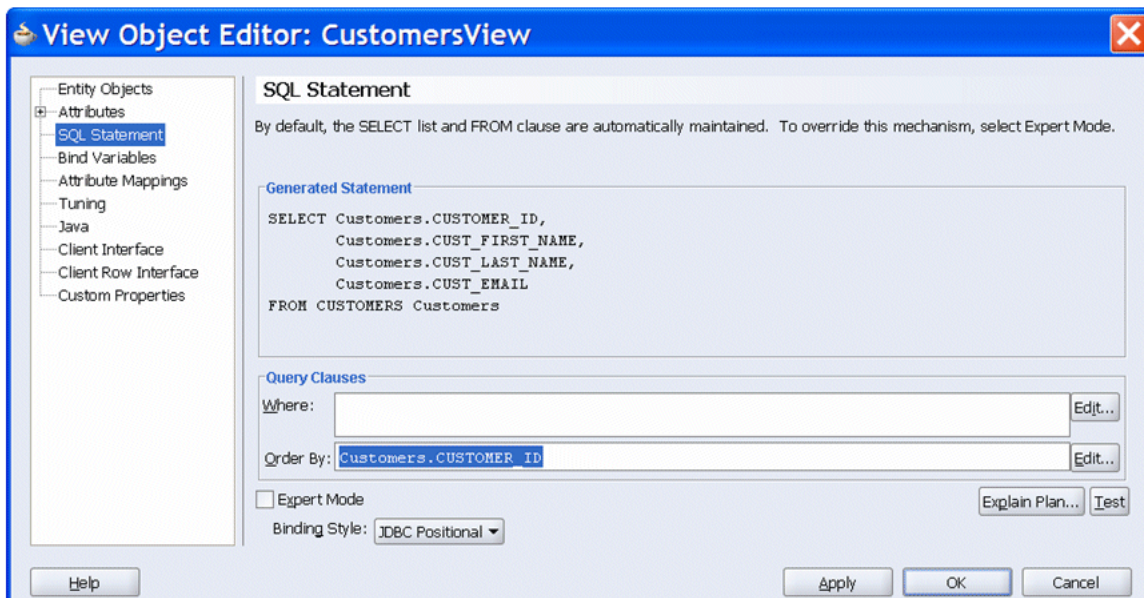 View Object Editor: CustomersView
Entity Objects
Attributes
SQL Statement
Bind Variables
Attribute Mappings
Tuning
Java
Client Interface
Client Row Interface
Custom Properties
SQL Statement
By default, the SELECT list and FROM clause are automatically maintained. To override this mechanism, select Expert Mode.
Generated Statement
SELECT Customers.CUSTOMER_ID,
Customers.CUST_FIRST_NAME,
Customers.CUST_LAST_NAME,
Customers.CUST_EMAIL
FROM CUSTOMERS Customers
Query Clauses
Where: Edit...
Order By: Customers.CUSTOMER_ID Edit...
Expert Mode Explain Plan... Test
Binding Style: JDBC Positional
Help Apply OK Cancel